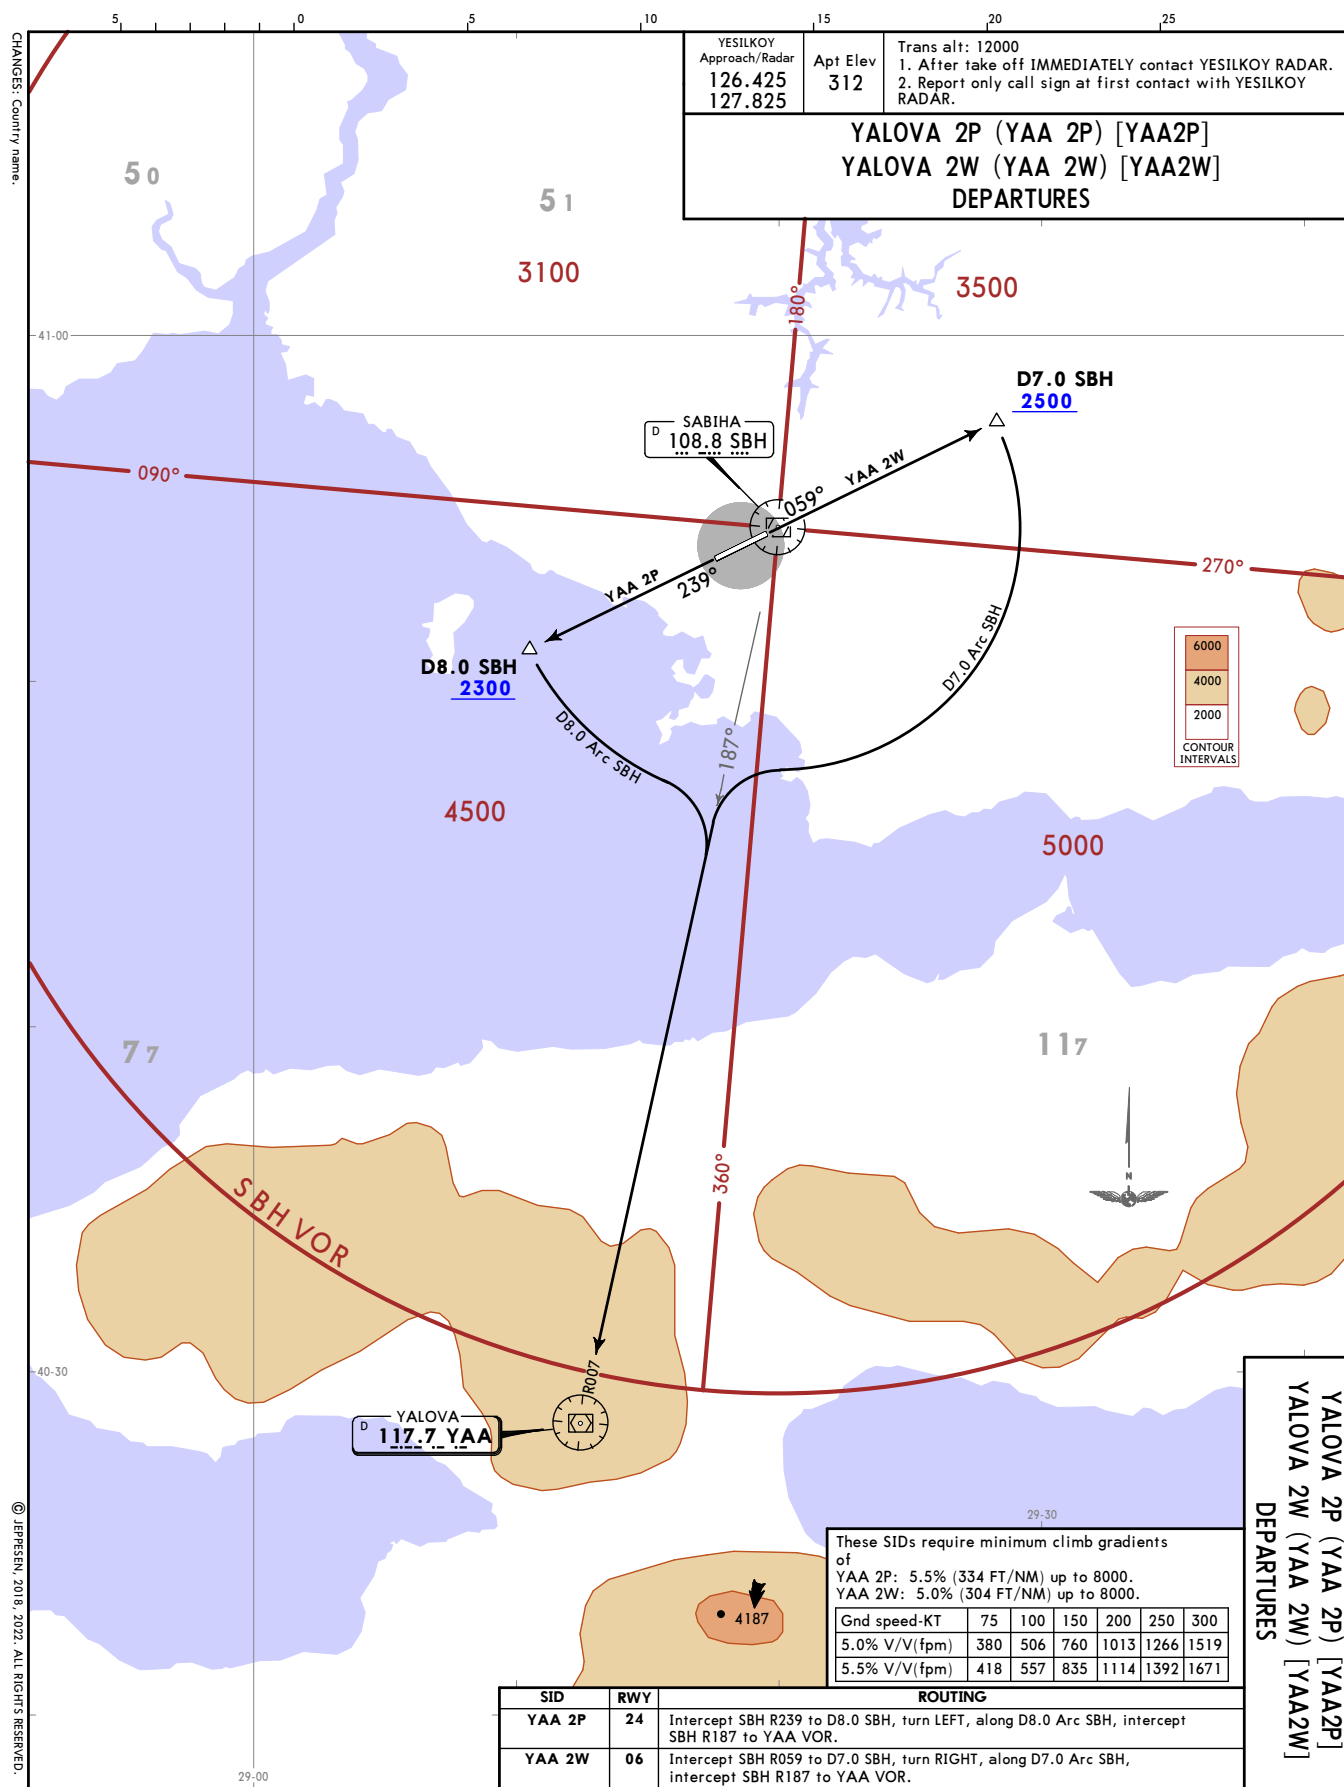 5 0 5 10 15 20 25
CHANGES: Country name.
YESILKOY
Approach/Radar
126.425
127.825
Apt Elev
312
Trans alt: 12000
1. After take off IMMEDIATELY contact YESILKOY RADAR.
2. Report only call sign at first contact with YESILKOY
RADAR.
YALOVA 2P (YAA 2P) [YAA2P]
YALOVA 2W (YAA 2W) [YAA2W]
DEPARTURES
50
51
3100
3500
180°
41-00
D7.0 SBH
2500
SABIHA
D 108.8 SBH
YAA 2W
059°
090°
270°
YAA 2P
239°
D8.0 SBH
2300
D7.0 Arc SBH
D8.0 Arc SBH
187°
6000
4000
2000
CONTOUR
INTERVALS
4500
5000
77
117
N
360°
SBH VOR
40-30
R007
YALOVA
D 117.7 YAA
29-30
4187
These SIDs require minimum climb gradients
of
YAA 2P: 5.5% (334 FT/NM) up to 8000.
YAA 2W: 5.0% (304 FT/NM) up to 8000.
Gnd speed-KT 75 100 150 200 250 300
5.0% V/V(fpm) 380 506 760 1013 1266 1519
5.5% V/V(fpm) 418 557 835 1114 1392 1671
SID RWY ROUTING
YAA 2P 24 Intercept SBH R239 to D8.0 SBH, turn LEFT, along D8.0 Arc SBH, intercept
SBH R187 to YAA VOR.
YAA 2W 06 Intercept SBH R059 to D7.0 SBH, turn RIGHT, along D7.0 Arc SBH,
intercept SBH R187 to YAA VOR.
YALOVA 2P (YAA 2P) [YAA2P]
YALOVA 2W (YAA 2W) [YAA2W]
DEPARTURES
29-00
© JEPPESEN, 2018, 2022. ALL RIGHTS RESERVED.